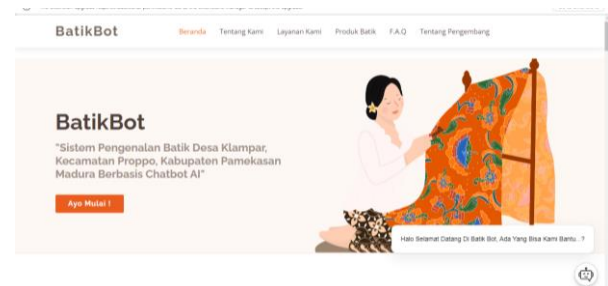 BatikBot
Beranda Tentang Kami Layanan Kami Produk Batik F.A.Q Tentang Pengembang
BatikBot
"Sistem Pengenalan Batik Desa Klampar,
Kecamatan Proppo, Kabupaten Pamekasan
Madura Berbasis Chatbot AI"
Ayo Mulai !
Halo Selamat Datang Di Batik Bot, Ada Yang Bisa Kami Bantu..?